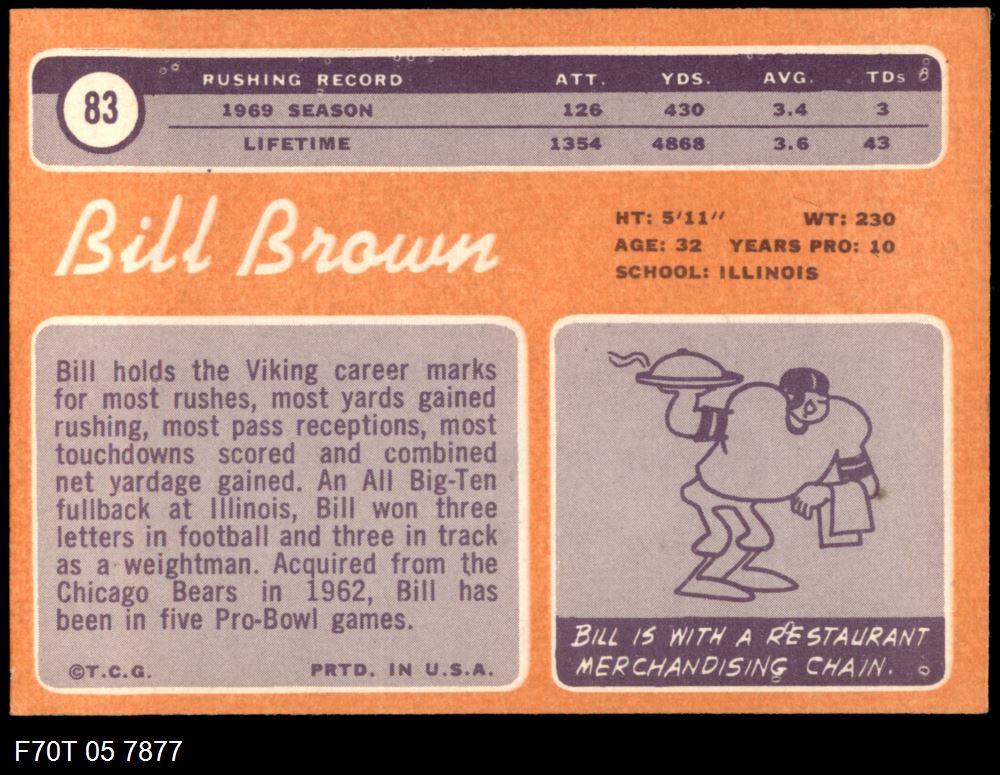 83
RUSHING RECORD ATT. YDS. AVG. TDs
1969 SEASON 126 430 3.4 3
LIFETIME 1354 4868 3.6 43
Bill Brown
HT: 5'11" WT: 230
AGE: 32 YEARS PRO: 10
SCHOOL: ILLINOIS
Bill holds the Viking career marks
for most rushes, most yards gained
rushing, most pass receptions, most
touchdowns scored and combined
net yardage gained. An All Big-Ten
fullback at Illinois, Bill won three
letters in football and three in track
as a weightman. Acquired from the
Chicago Bears in 1962, Bill has
been in five Pro-Bowl games.
©T.C.G. PRTD. IN U.S.A.
BILL IS WITH A RESTAURANT
MERCHANDISING CHAIN.
F70T 05 7877